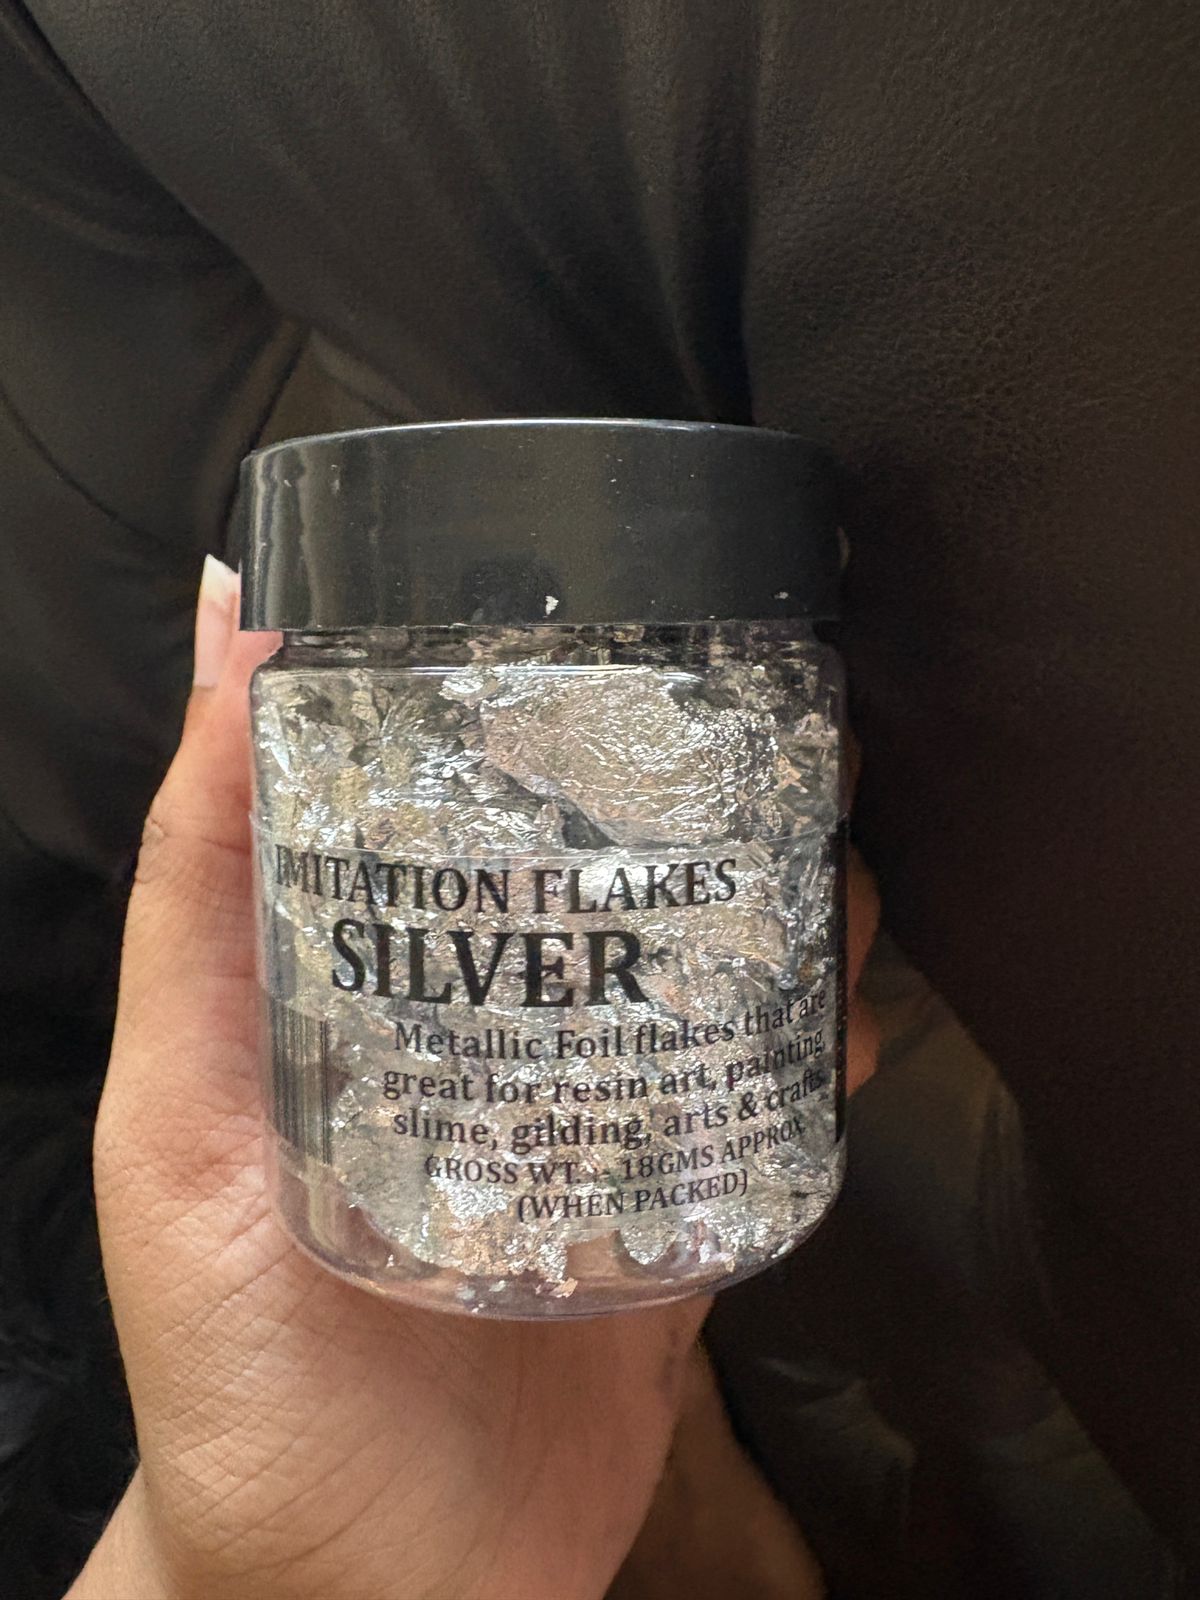 IMITATION FLAKES
SILVER
Metallic Foil flakes that are
great for resin art, painting,
slime, gilding, arts & crafts.
GROSS WT. - 18GMS APPROX
(WHEN PACKED)